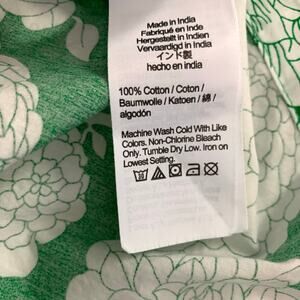 Made in India
Fabriqué en Inde
Hergestellt in Indien
Vervaardigd in India
インド製
hecho en india
100% Cotton / Coton /
Baumwolle / Katoen / 綿 /
algodón
Machine Wash Cold With Like
Colors. Non-Chlorine Bleach
Only. Tumble Dry Low. Iron on
Lowest Setting.